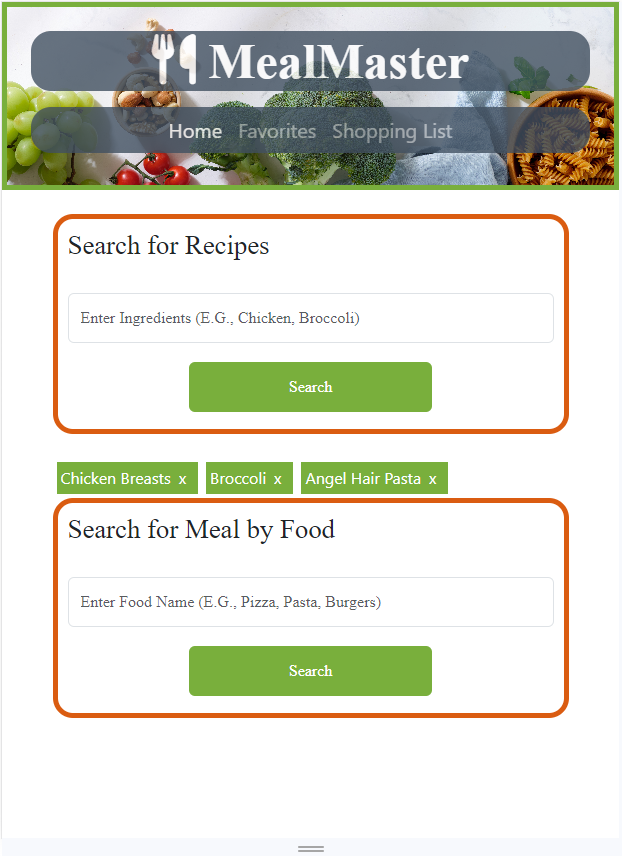 MealMaster
Home Favorites Shopping List
Search for Recipes
Enter Ingredients (E.G., Chicken, Broccoli)
Search
Chicken Breasts x Broccoli x Angel Hair Pasta x
Search for Meal by Food
Enter Food Name (E.G., Pizza, Pasta, Burgers)
Search